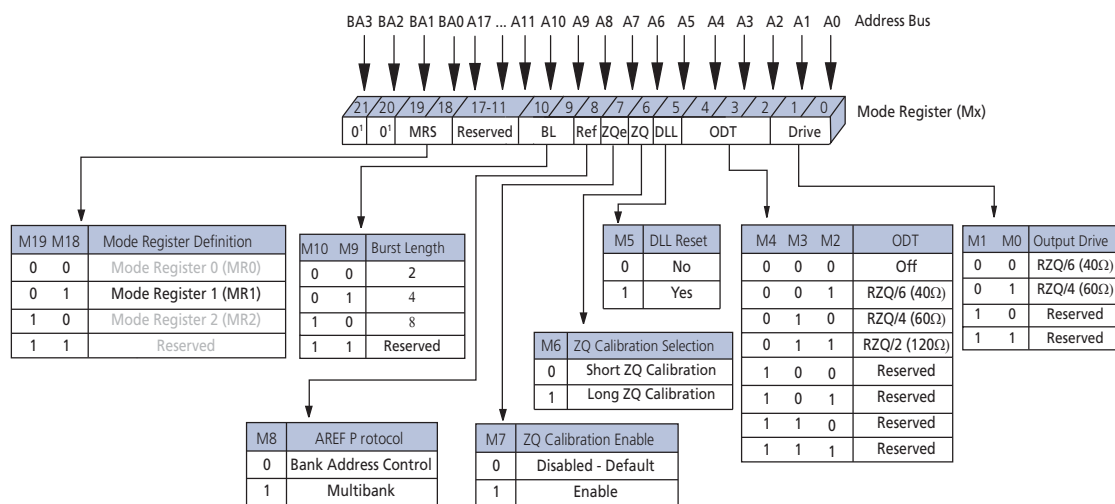 BA3 BA2 BA1 BA0 A17 ... A11 A10 A9 A8 A7 A6 A5 A4 A3 A2 A1 A0 Address Bus
21 20 19 18 17-11 10 9 8 7 6 5 4 3 2 1 0 Mode Register (Mx)
0¹ 0¹ MRS Reserved BL Ref ZQe ZQ DLL ODT Drive
M19 M18 Mode Register Definition
0 0 Mode Register 0 (MR0)
0 1 Mode Register 1 (MR1)
1 0 Mode Register 2 (MR2)
1 1 Reserved
M10 M9 Burst Length
0 0 2
0 1 4
1 0 8
1 1 Reserved
M5 DLL Reset
0 No
1 Yes
M4 M3 M2 ODT
0 0 0 Off
0 0 1 RZQ/6 (40Ω)
0 1 0 RZQ/4 (60Ω)
0 1 1 RZQ/2 (120Ω)
1 0 0 Reserved
1 0 1 Reserved
1 1 0 Reserved
1 1 1 Reserved
M1 M0 Output Drive
0 0 RZQ/6 (40Ω)
0 1 RZQ/4 (60Ω)
1 0 Reserved
1 1 Reserved
M6 ZQ Calibration Selection
0 Short ZQ Calibration
1 Long ZQ Calibration
M8 AREF P rotocol
0 Bank Address Control
1 Multibank
M7 ZQ Calibration Enable
0 Disabled - Default
1 Enable